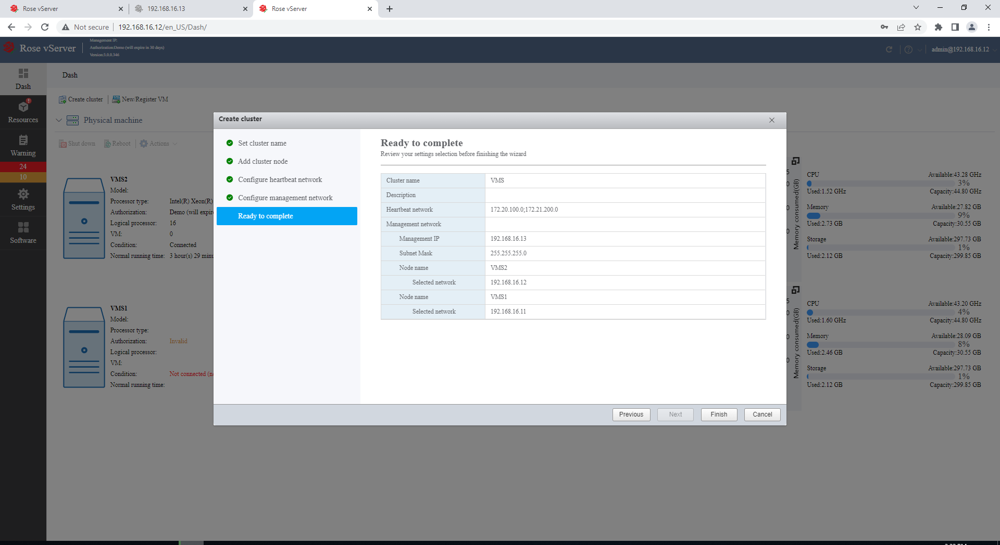 Rose vServer
192.168.16.13
Rose vServer
Not secure
192.168.16.12/en_US/Dash/
Rose vServer
Management IP:
Authorization:Demo (will expire in 30 days)
Version:3.0.0.346
admin@192.168.16.12
Dash
Resources
Warning
24
10
Settings
Software
Dash
Create cluster
New/Register VM
Physical machine
Shut down
Reboot
Actions
VMS2
Model:
Processor type: Intel(R) Xeon(R)
Authorization: Demo (will expire
Logical processor: 16
VM: 0
Condition: Connected
Normal running time: 3 hour(s) 29 minu
VMS1
Model:
Processor type:
Authorization: Invalid
Logical processor:
VM:
Condition: Not connected (n
Normal running time:
Create cluster
Set cluster name
Add cluster node
Configure heartbeat network
Configure management network
Ready to complete
Ready to complete
Review your settings selection before finishing the wizard
Cluster name VMS
Description
Heartbeat network 172.20.100.0;172.21.200.0
Management network
Management IP 192.168.16.13
Subnet Mask 255.255.255.0
Node name VMS2
Selected network 192.168.16.12
Node name VMS1
Selected network 192.168.16.11
Previous
Next
Finish
Cancel
Memory consumed(GB)
CPU Available:43.28 GHz
3%
Used:1.52 GHz Capacity:44.80 GHz
Memory Available:27.82 GB
9%
Used:2.73 GB Capacity:30.55 GB
Storage Available:297.73 GB
1%
Used:2.12 GB Capacity:299.85 GB
Memory consumed(GB)
CPU Available:43.20 GHz
4%
Used:1.60 GHz Capacity:44.80 GHz
Memory Available:28.09 GB
8%
Used:2.46 GB Capacity:30.55 GB
Storage Available:297.73 GB
1%
Used:2.12 GB Capacity:299.85 GB